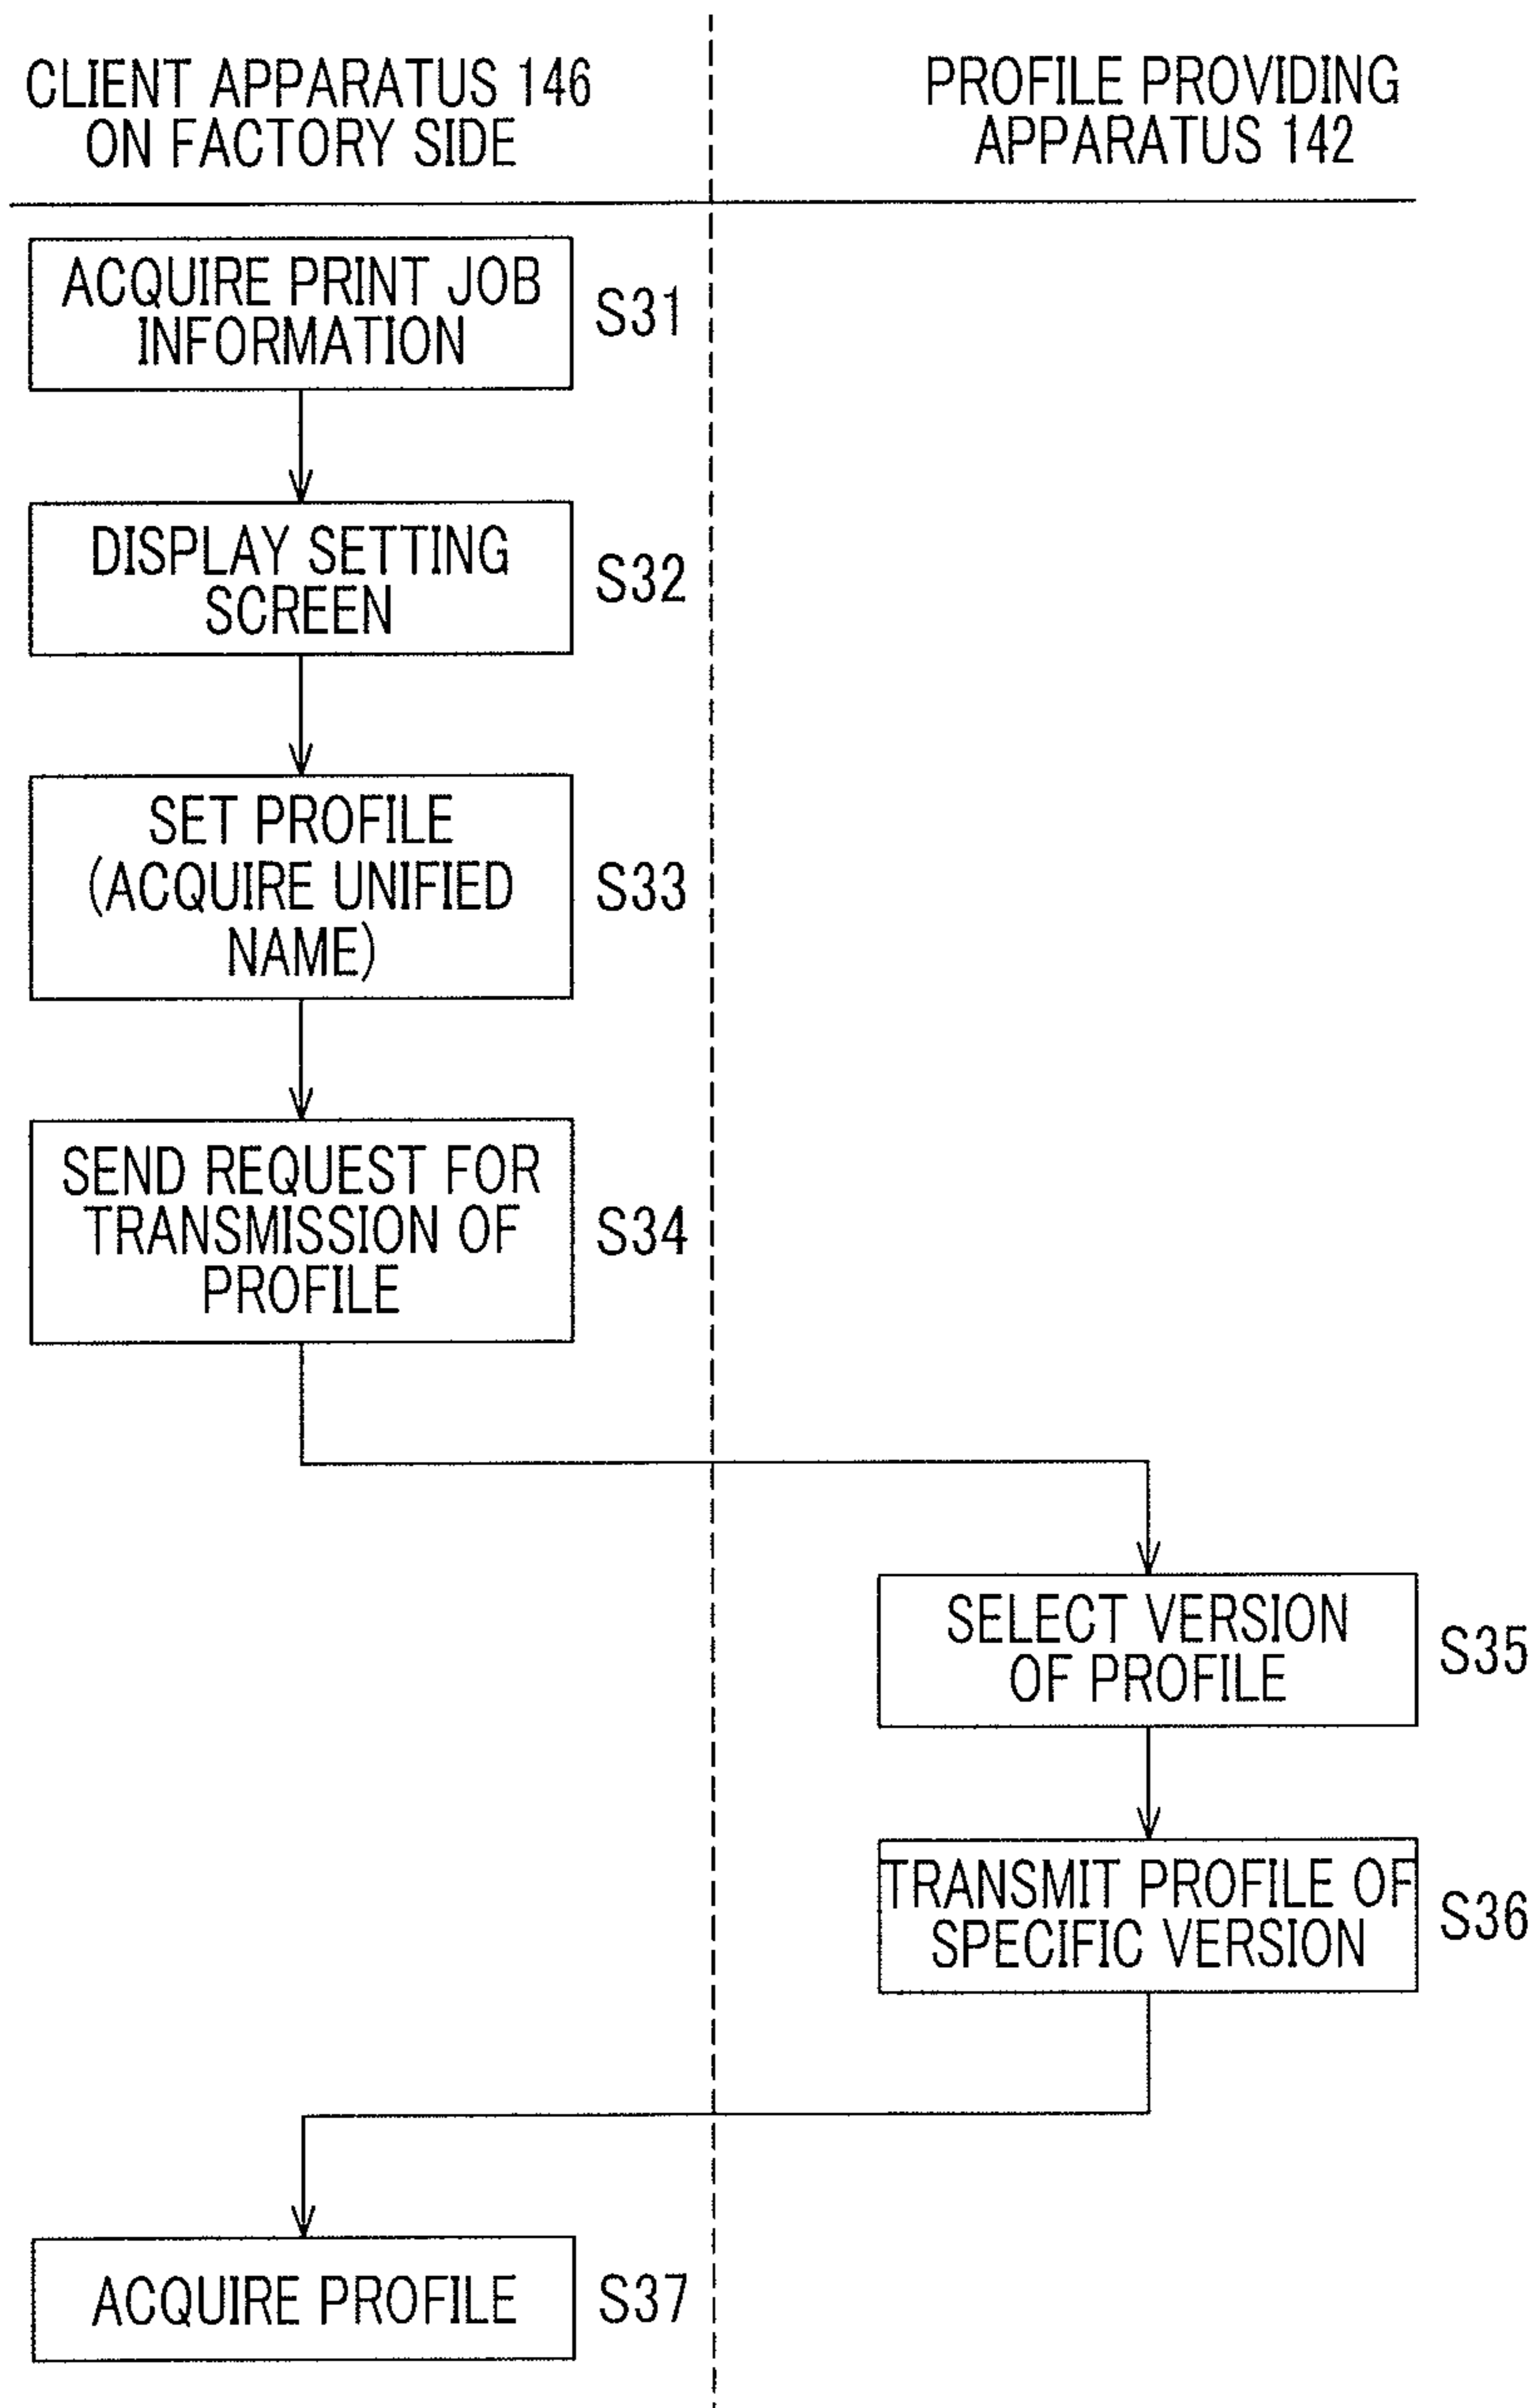 CLIENT APPARATUS 146
ON FACTORY SIDE
PROFILE PROVIDING
APPARATUS 142
ACQUIRE PRINT JOB
INFORMATION
S31
DISPLAY SETTING
SCREEN
S32
SET PROFILE
(ACQUIRE UNIFIED
NAME)
S33
SEND REQUEST FOR
TRANSMISSION OF
PROFILE
S34
SELECT VERSION
OF PROFILE
S35
TRANSMIT PROFILE OF
SPECIFIC VERSION
S36
ACQUIRE PROFILE
S37